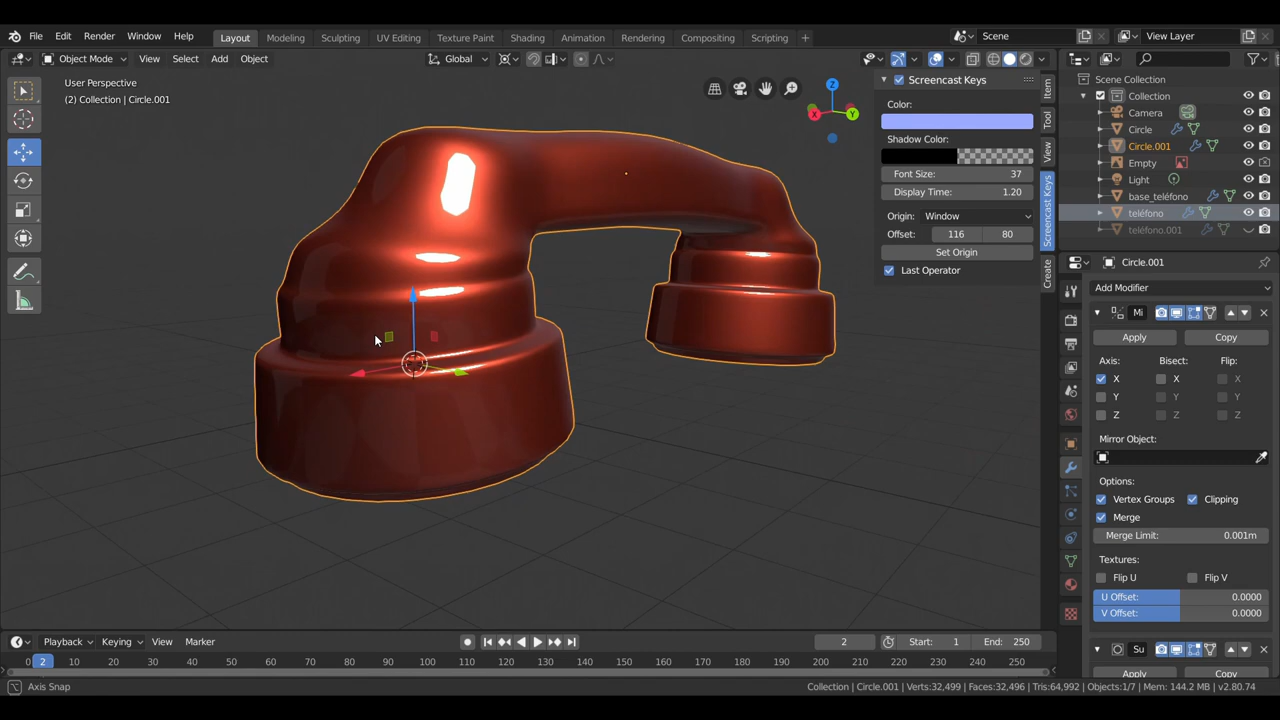 File Edit Render Window Help Layout Modeling Sculpting UV Editing Texture Paint Shading Animation Rendering Compositing Scripting + Scene View Layer
Object Mode View Select Add Object Global
User Perspective
(2) Collection | Circle.001
Screencast Keys
Color:
Shadow Color:
Font Size: 37
Display Time: 1.20
Origin: Window
Offset: 116 80
Set Origin
Last Operator
Item
Tool
View
Screencast Keys
Create
X
Y
Z
Scene Collection
Collection
Camera
Circle
Circle.001
Empty
Light
base_teléfono
teléfono
teléfono.001
Circle.001
Add Modifier
Mi
Apply Copy
Axis: Bisect: Flip:
X X X
Y Y Y
Z Z Z
Mirror Object:
Options:
Vertex Groups Clipping
Merge
Merge Limit: 0.001m
Textures:
Flip U Flip V
U Offset: 0.0000
V Offset: 0.0000
Su
Apply Copy
Playback Keying View Marker 2 Start: 1 End: 250
0 2 10 20 30 40 50 60 70 80 90 100 110 120 130 140 150 160 170 180 190 200 210 220 230 240 250
Axis Snap
Collection | Circle.001 | Verts:32,499 | Faces:32,496 | Tris:64,992 | Objects:1/7 | Mem: 144.2 MB | v2.80.74